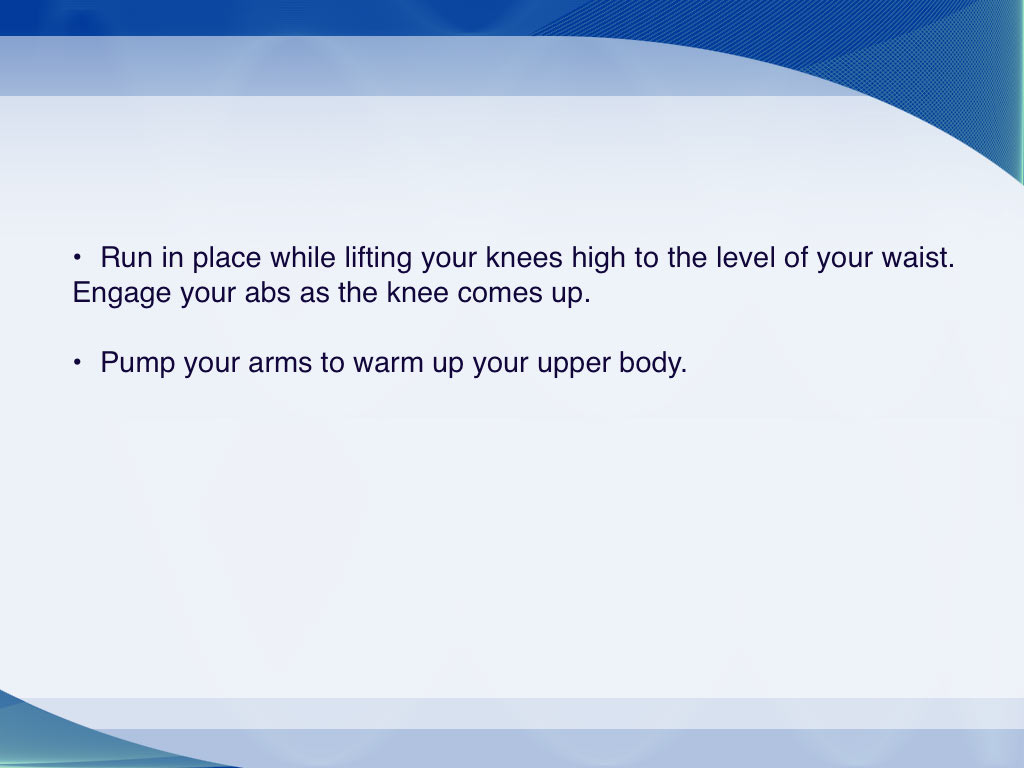 • Run in place while lifting your knees high to the level of your waist.
Engage your abs as the knee comes up.
• Pump your arms to warm up your upper body.